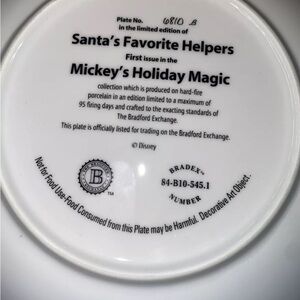 Plate No. 6810 B
in the limited edition of
Santa's Favorite Helpers
First issue in the
Mickey's Holiday Magic
collection which is produced on hard-fire
porcelain in an edition limited to a maximum of
95 firing days and crafted to the exacting standards of
The Bradford Exchange.
This plate is officially listed for trading on the Bradford Exchange.
© Disney
B
TM
BRADEX™
84-B10-545.1
NUMBER
Not for Food Use-Food Consumed from this Plate may be Harmful. Decorative Art Object.